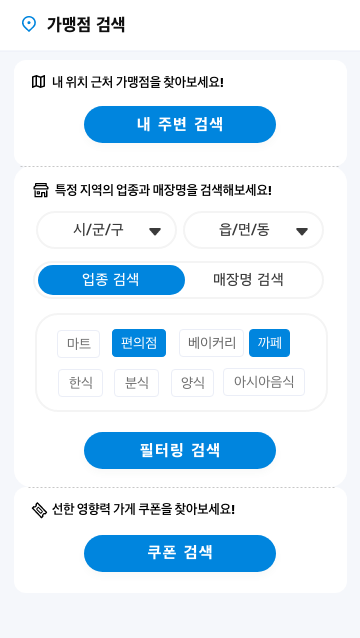 가맹점 검색
내 위치 근처 가맹점을 찾아보세요!
내 주변 검색
특정 지역의 업종과 매장명을 검색해보세요!
시/군/구 읍/면/동
업종 검색 매장명 검색
마트 편의점 베이커리 까페
한식 분식 양식 아시아음식
필터링 검색
선한 영향력 가게 쿠폰을 찾아보세요!
쿠폰 검색